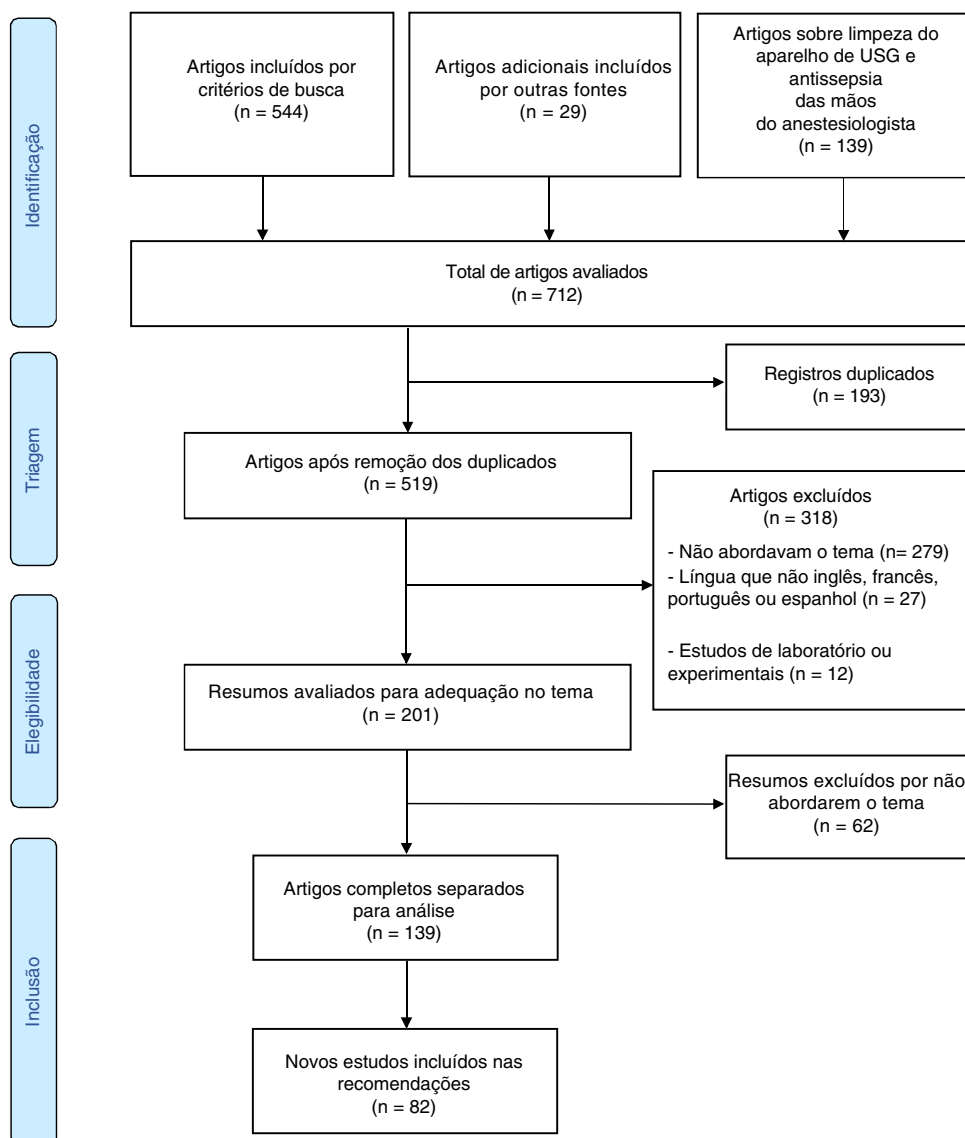 Identificação
Artigos incluídos por
critérios de busca
(n = 544)
Artigos adicionais incluídos
por outras fontes
(n = 29)
Artigos sobre limpeza do
aparelho de USG e
antissepsia
das mãos
do anestesiologista
(n = 139)
Total de artigos avaliados
(n = 712)
Triagem
Registros duplicados
(n = 193)
Artigos após remoção dos duplicados
(n = 519)
Artigos excluídos
(n = 318)
- Não abordavam o tema (n= 279)
- Língua que não inglês, francês,
português ou espanhol (n = 27)
- Estudos de laboratório ou
experimentais (n = 12)
Elegibilidade
Resumos avaliados para adequação no tema
(n = 201)
Resumos excluídos por não
abordarem o tema
(n = 62)
Inclusão
Artigos completos separados
para análise
(n = 139)
Novos estudos incluídos nas
recomendações
(n = 82)